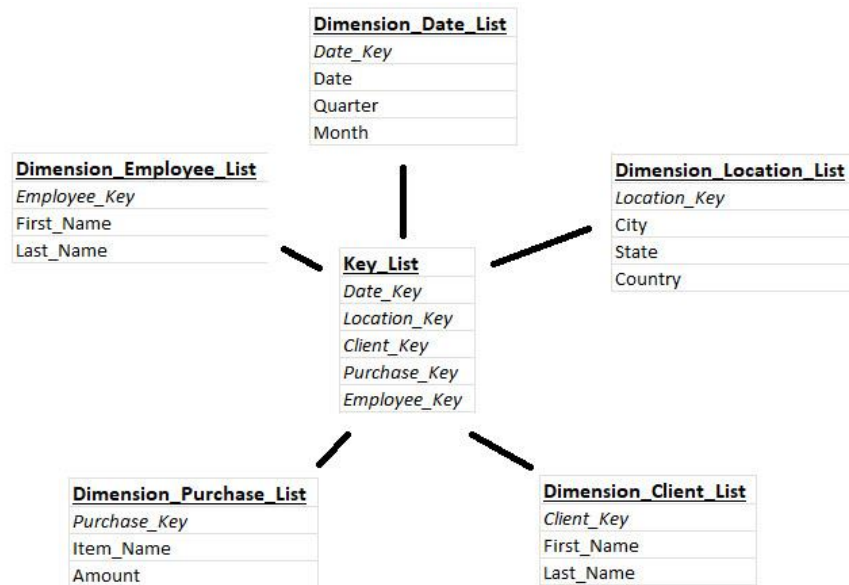 Dimension_Date_List
Date_Key
Date
Quarter
Month
Dimension_Employee_List
Employee_Key
First_Name
Last_Name
Dimension_Location_List
Location_Key
City
State
Country
Key_List
Date_Key
Location_Key
Client_Key
Purchase_Key
Employee_Key
Dimension_Purchase_List
Purchase_Key
Item_Name
Amount
Dimension_Client_List
Client_Key
First_Name
Last_Name